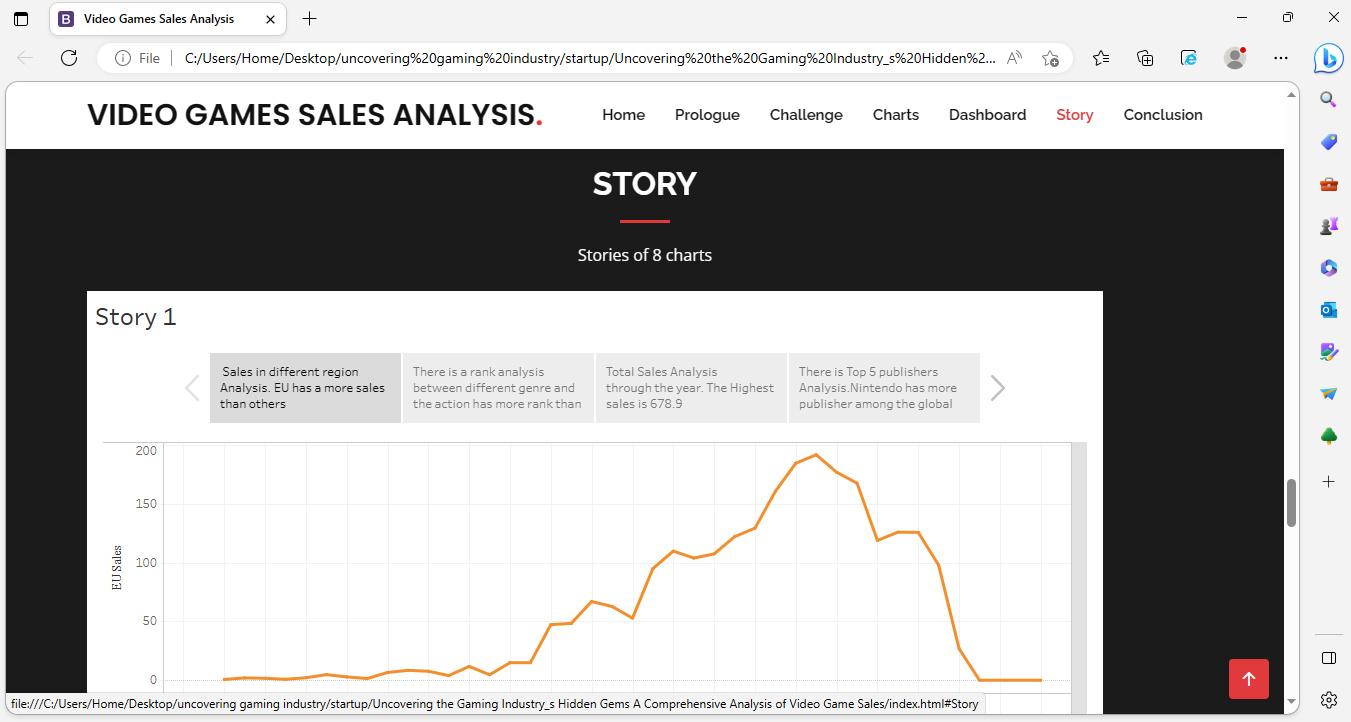 Video Games Sales Analysis
File
C:/Users/Home/Desktop/uncovering%20gaming%20industry/startup/Uncovering%20the%20Gaming%20Industry_s%20Hidden%2...
VIDEO GAMES SALES ANALYSIS.
Home Prologue Challenge Charts Dashboard Story Conclusion
STORY
Stories of 8 charts
Story 1
Sales in different region
Analysis. EU has a more sales
than others
There is a rank analysis
between different genre and
the action has more rank than
Total Sales Analysis
through the year. The Highest
sales is 678.9
There is Top 5 publishers
Analysis.Nintendo has more
publisher among the global
200
150
100
50
0
EU Sales
file:///C:/Users/Home/Desktop/uncovering gaming industry/startup/Uncovering the Gaming Industry_s Hidden Gems A Comprehensive Analysis of Video Game Sales/index.html#Story